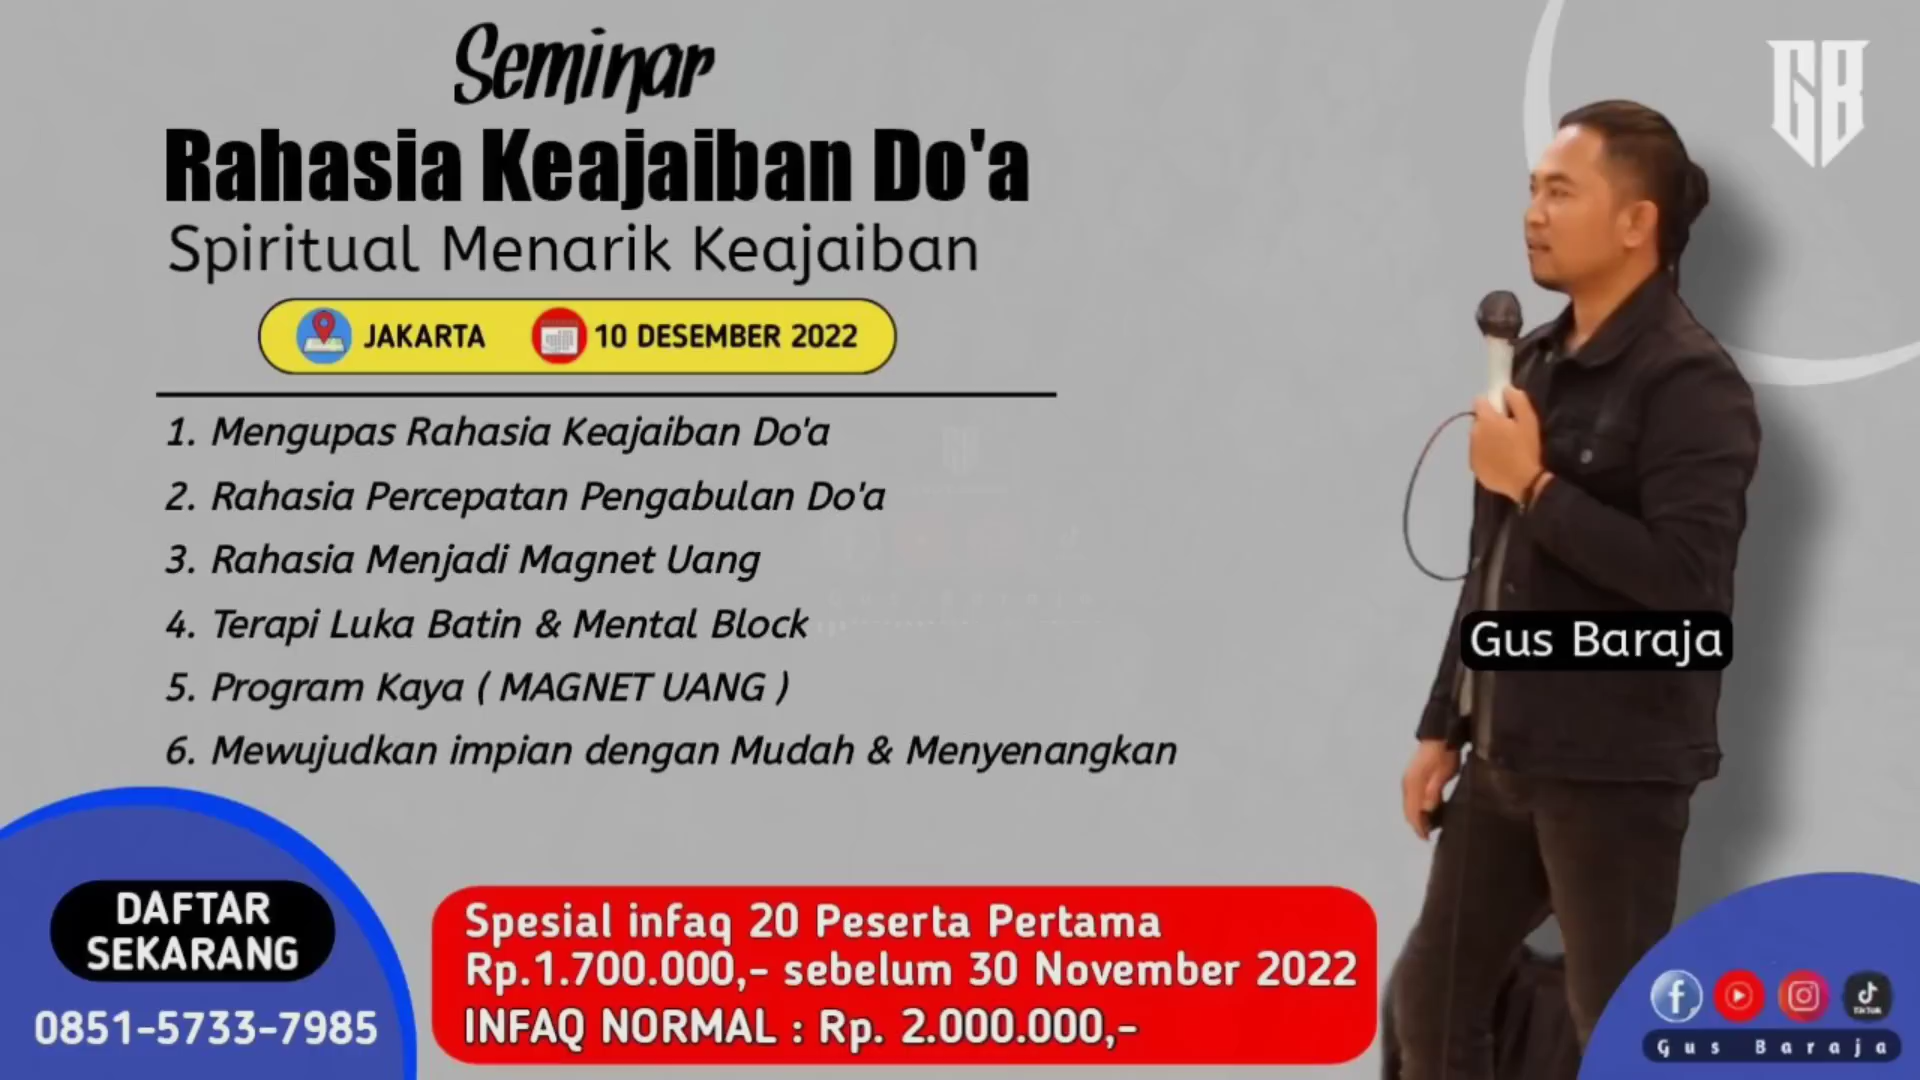 Seminar
Rahasia Keajaiban Do'a
Spiritual Menarik Keajaiban
JAKARTA
10 DESEMBER 2022
1. Mengupas Rahasia Keajaiban Do'a
2. Rahasia Percepatan Pengabulan Do'a
3. Rahasia Menjadi Magnet Uang
4. Terapi Luka Batin & Mental Block
5. Program Kaya ( MAGNET UANG )
6. Mewujudkan impian dengan Mudah & Menyenangkan
GB
Gus Baraja
DAFTAR
SEKARANG
0851-5733-7985
Spesial infaq 20 Peserta Pertama
Rp.1.700.000,- sebelum 30 November 2022
INFAQ NORMAL : Rp. 2.000.000,-
TikTok
Gus Baraja